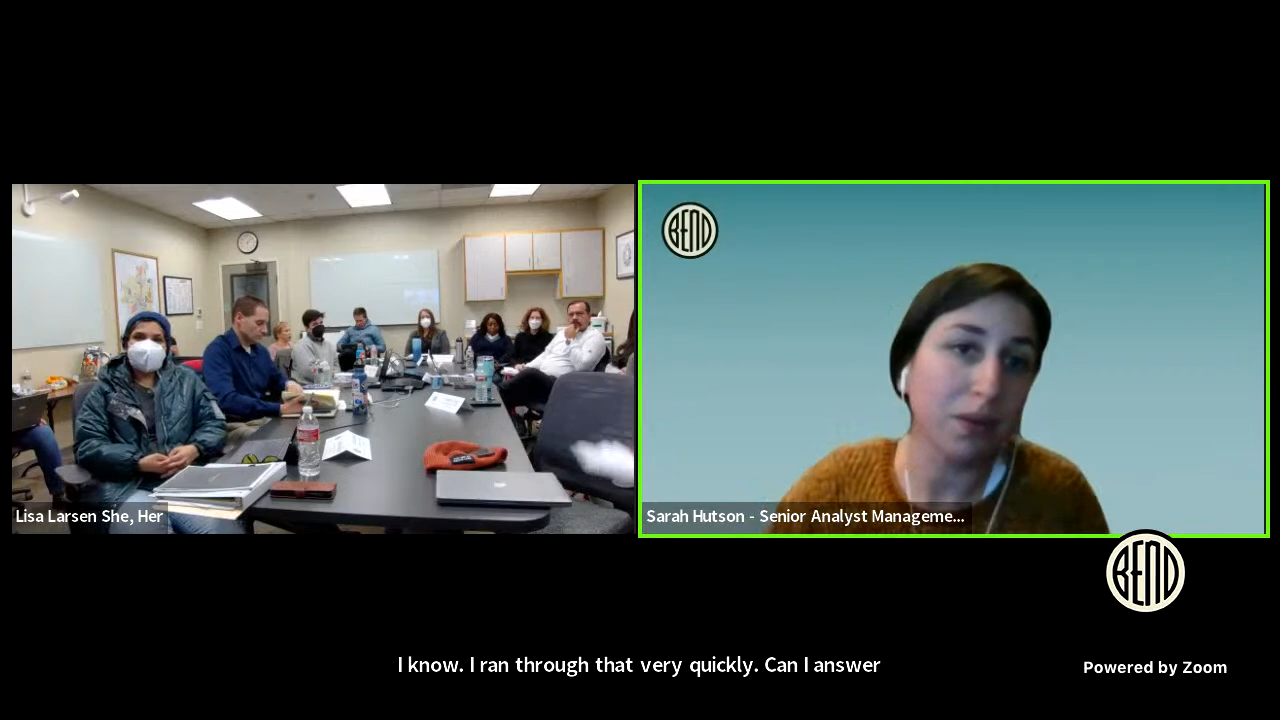 BEND
Lisa Larsen She, Her
Sarah Hutson - Senior Analyst Manageme...
BEND
I know. I ran through that very quickly. Can I answer
Powered by Zoom